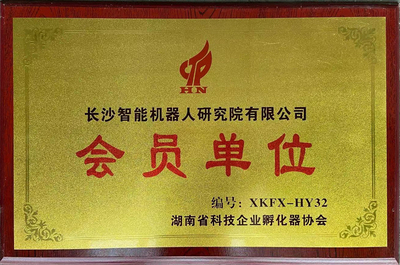 HN
长沙智能机器人研究院有限公司
会员单位
编号：XKFX-HY32
湖南省科技企业孵化器协会